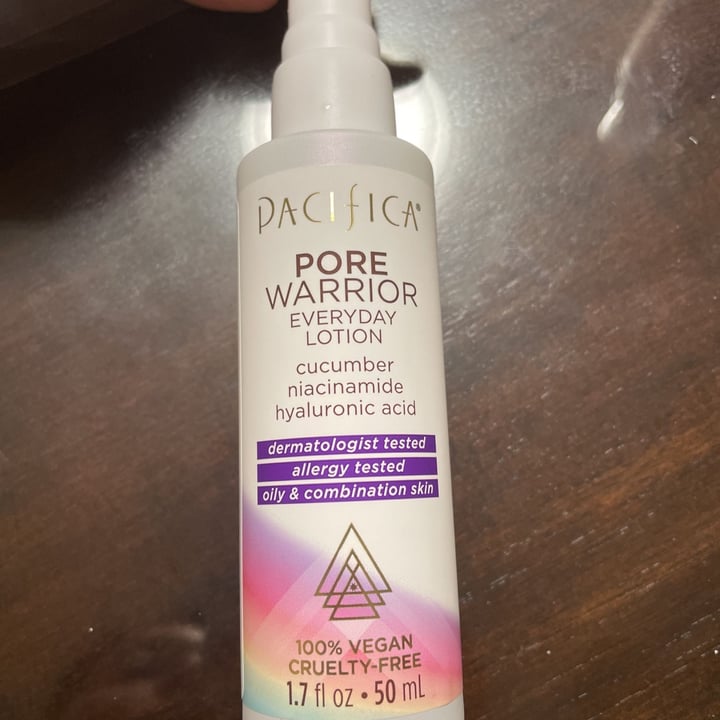 PACIFICA®
PORE
WARRIOR
EVERYDAY
LOTION
cucumber
niacinamide
hyaluronic acid
dermatologist tested
allergy tested
oily & combination skin
100% VEGAN
CRUELTY-FREE
1.7 fl oz • 50 mL